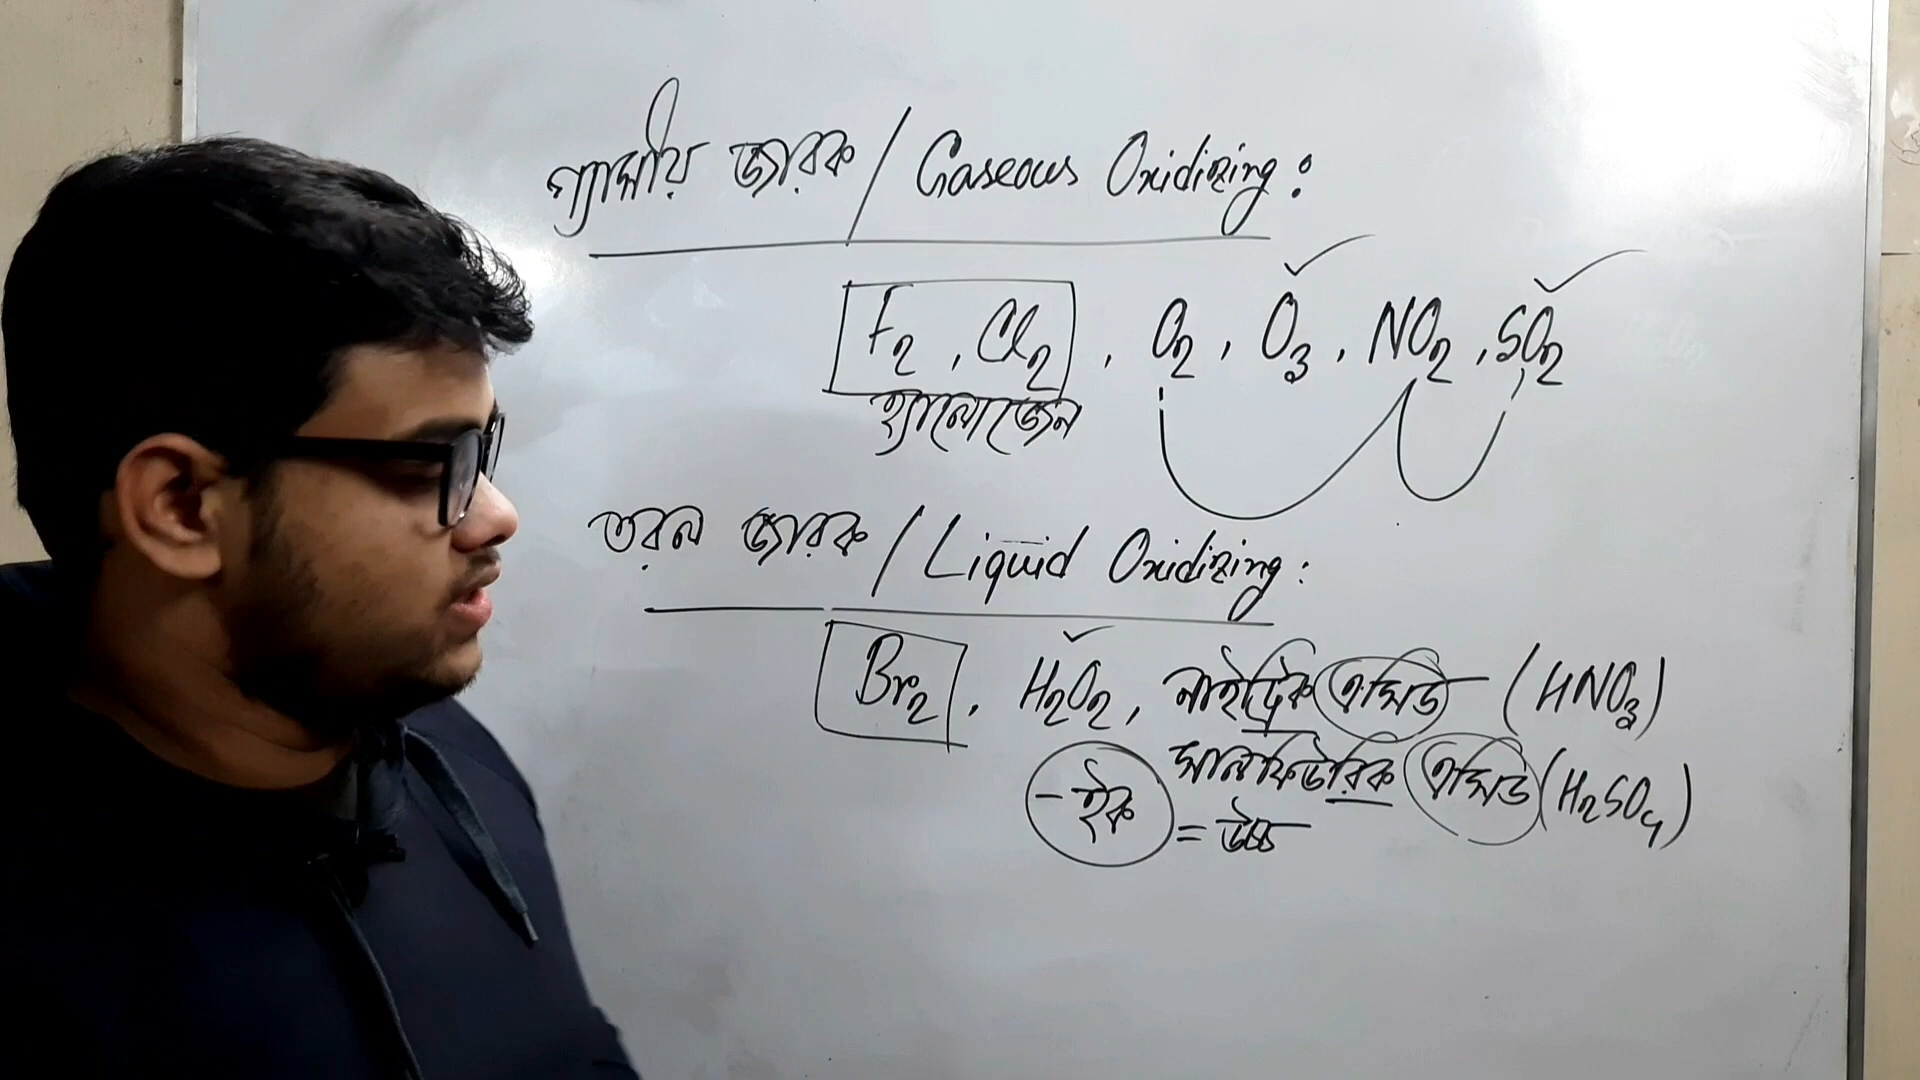 গ্যাসীয় জারক / Gaseous Oxidizing :
F₂ , Cl₂ , O₂ , O₃ , NO₂ , SO₂
হ্যালোজেন
তরল জারক / Liquid Oxidizing :
Br₂ , H₂O₂ , নাইট্রিক এসিড (HNO₃)
সালফিউরিক এসিড (H₂SO₄)
-ইক = উচ্চ